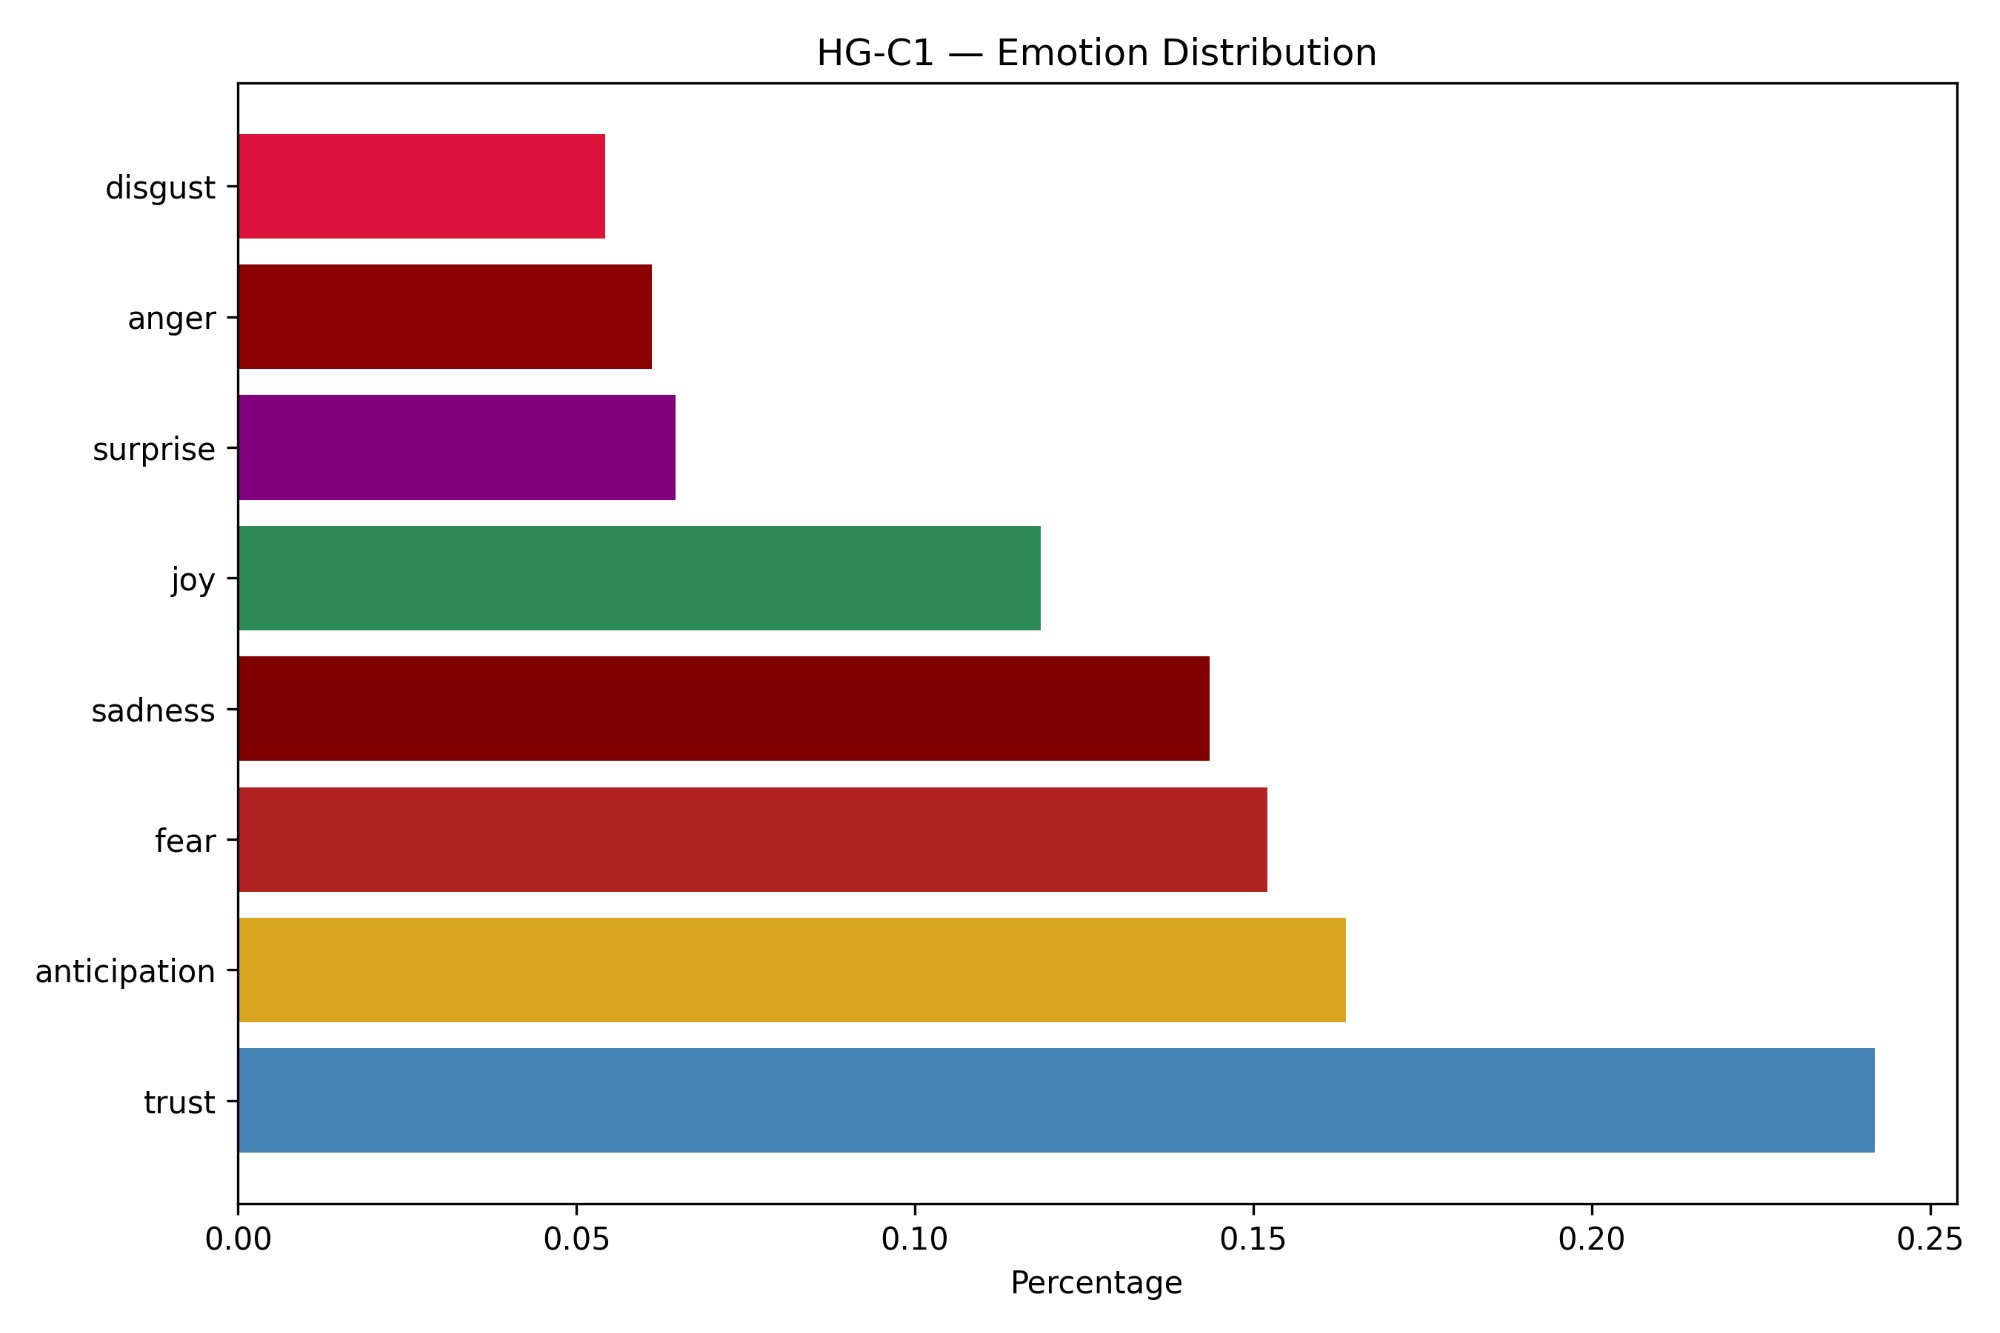 HG-C1 — Emotion Distribution
disgust
anger
surprise
joy
sadness
fear
anticipation
trust
0.00 0.05 0.10 0.15 0.20 0.25
Percentage